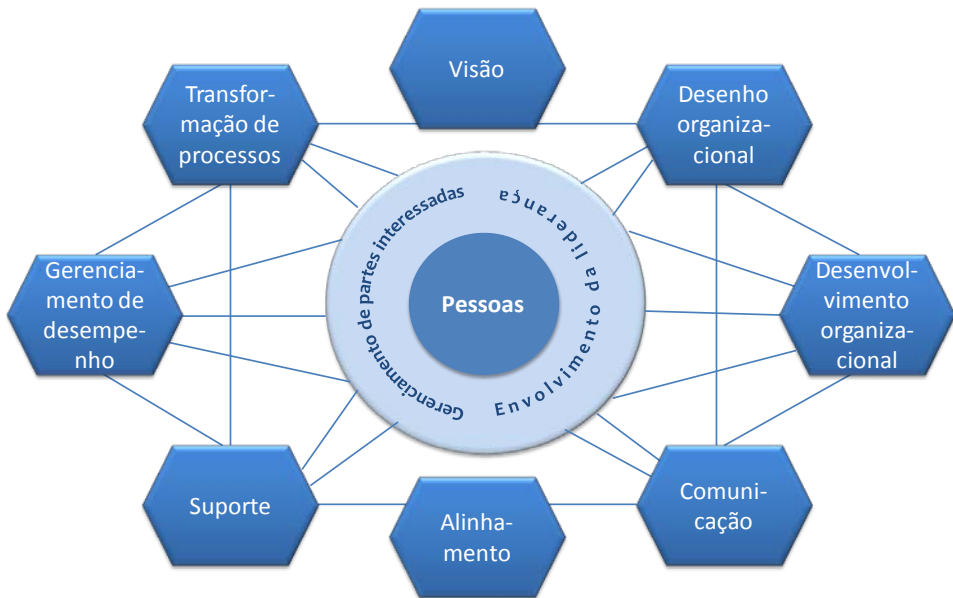 Visão
Transfor-
mação de
processos
Desenho
organiza-
cional
Gerenciamento de partes interessadas
Envolvimento da liderança
Pessoas
Gerencia-
mento de
desempe-
nho
Desenvol-
vimento
organiza-
cional
Suporte
Alinha-
mento
Comuni-
cação